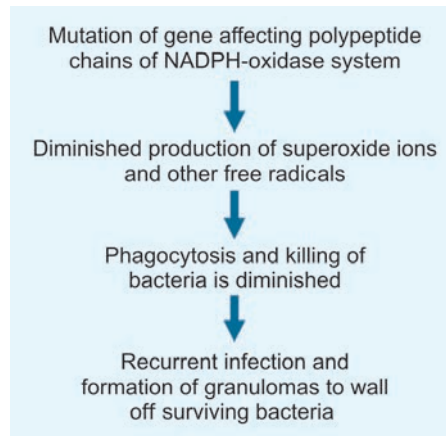 Mutation of gene affecting polypeptide
chains of NADPH-oxidase system
Diminished production of superoxide ions
and other free radicals
Phagocytosis and killing of
bacteria is diminished
Recurrent infection and
formation of granulomas to wall
off surviving bacteria